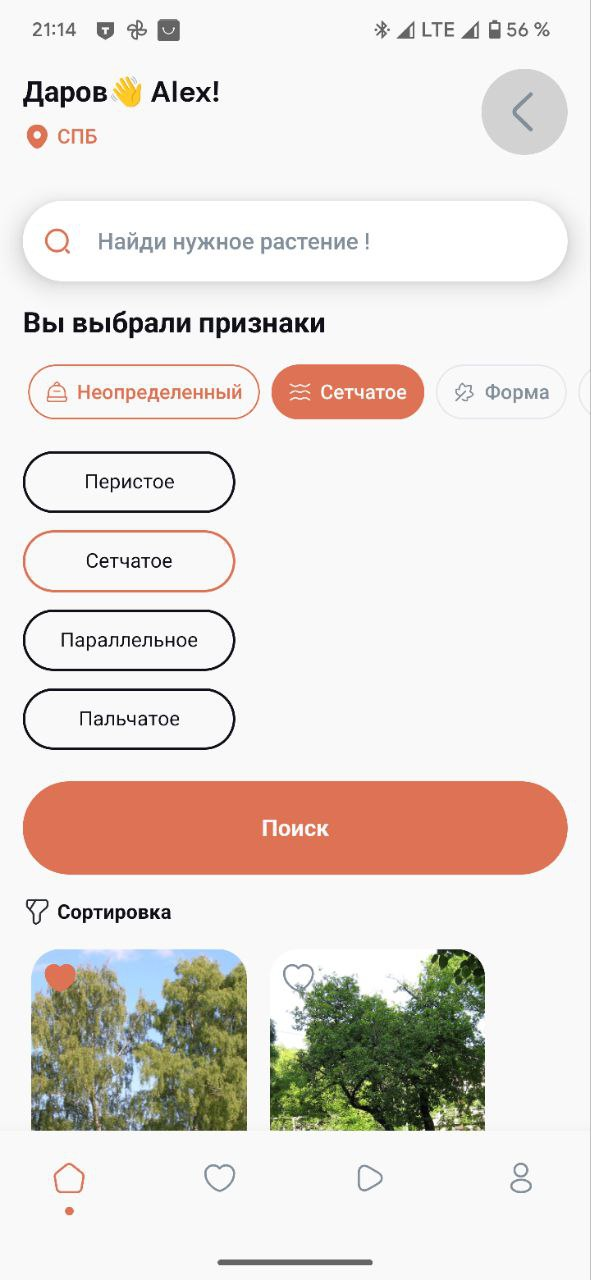 21:14 LTE 56 %
Даров👋 Alex!
СПБ
Найди нужное растение !
Вы выбрали признаки
Неопределенный Сетчатое Форма
Перистое
Сетчатое
Параллельное
Пальчатое
Поиск
Сортировка